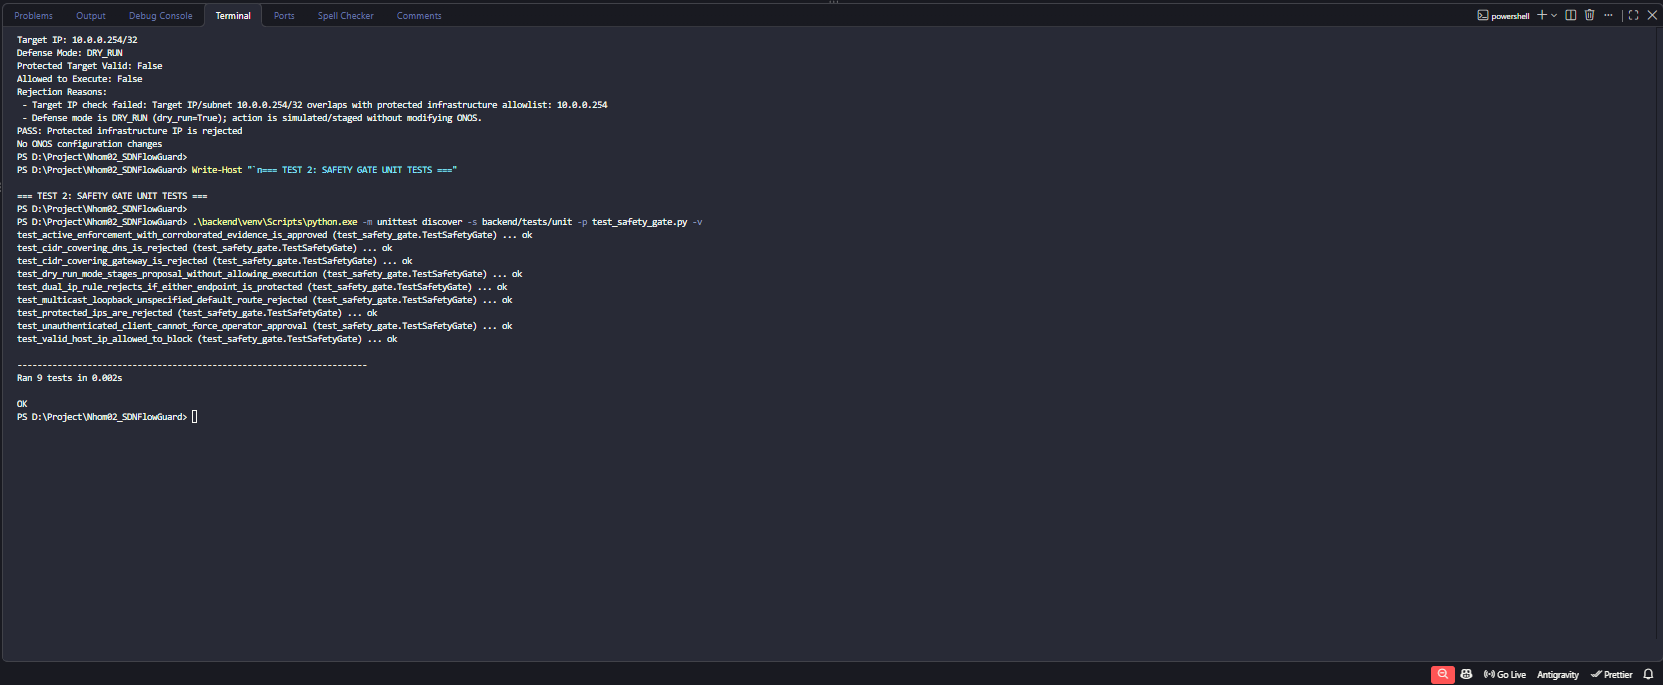 Problems Output Debug Console Terminal Ports Spell Checker Comments powershell
Target IP: 10.0.0.254/32
Defense Mode: DRY_RUN
Protected Target Valid: False
Allowed to Execute: False
Rejection Reasons:
- Target IP check failed: Target IP/subnet 10.0.0.254/32 overlaps with protected infrastructure allowlist: 10.0.0.254
- Defense mode is DRY_RUN (dry_run=True); action is simulated/staged without modifying ONOS.
PASS: Protected infrastructure IP is rejected
No ONOS configuration changes
PS D:\Project\Nhom02_SDNFlowGuard>
PS D:\Project\Nhom02_SDNFlowGuard> Write-Host "`n=== TEST 2: SAFETY GATE UNIT TESTS ==="
=== TEST 2: SAFETY GATE UNIT TESTS ===
PS D:\Project\Nhom02_SDNFlowGuard>
PS D:\Project\Nhom02_SDNFlowGuard> .\backend\venv\Scripts\python.exe -m unittest discover -s backend/tests/unit -p test_safety_gate.py -v
test_active_enforcement_with_corroborated_evidence_is_approved (test_safety_gate.TestSafetyGate) ... ok
test_cidr_covering_dns_is_rejected (test_safety_gate.TestSafetyGate) ... ok
test_cidr_covering_gateway_is_rejected (test_safety_gate.TestSafetyGate) ... ok
test_dry_run_mode_stages_proposal_without_allowing_execution (test_safety_gate.TestSafetyGate) ... ok
test_dual_ip_rule_rejects_if_either_endpoint_is_protected (test_safety_gate.TestSafetyGate) ... ok
test_multicast_loopback_unspecified_default_route_rejected (test_safety_gate.TestSafetyGate) ... ok
test_protected_ips_are_rejected (test_safety_gate.TestSafetyGate) ... ok
test_unauthenticated_client_cannot_force_operator_approval (test_safety_gate.TestSafetyGate) ... ok
test_valid_host_ip_allowed_to_block (test_safety_gate.TestSafetyGate) ... ok
----------------------------------------------------------------------
Ran 9 tests in 0.002s
OK
PS D:\Project\Nhom02_SDNFlowGuard>
Go Live Antigravity Prettier